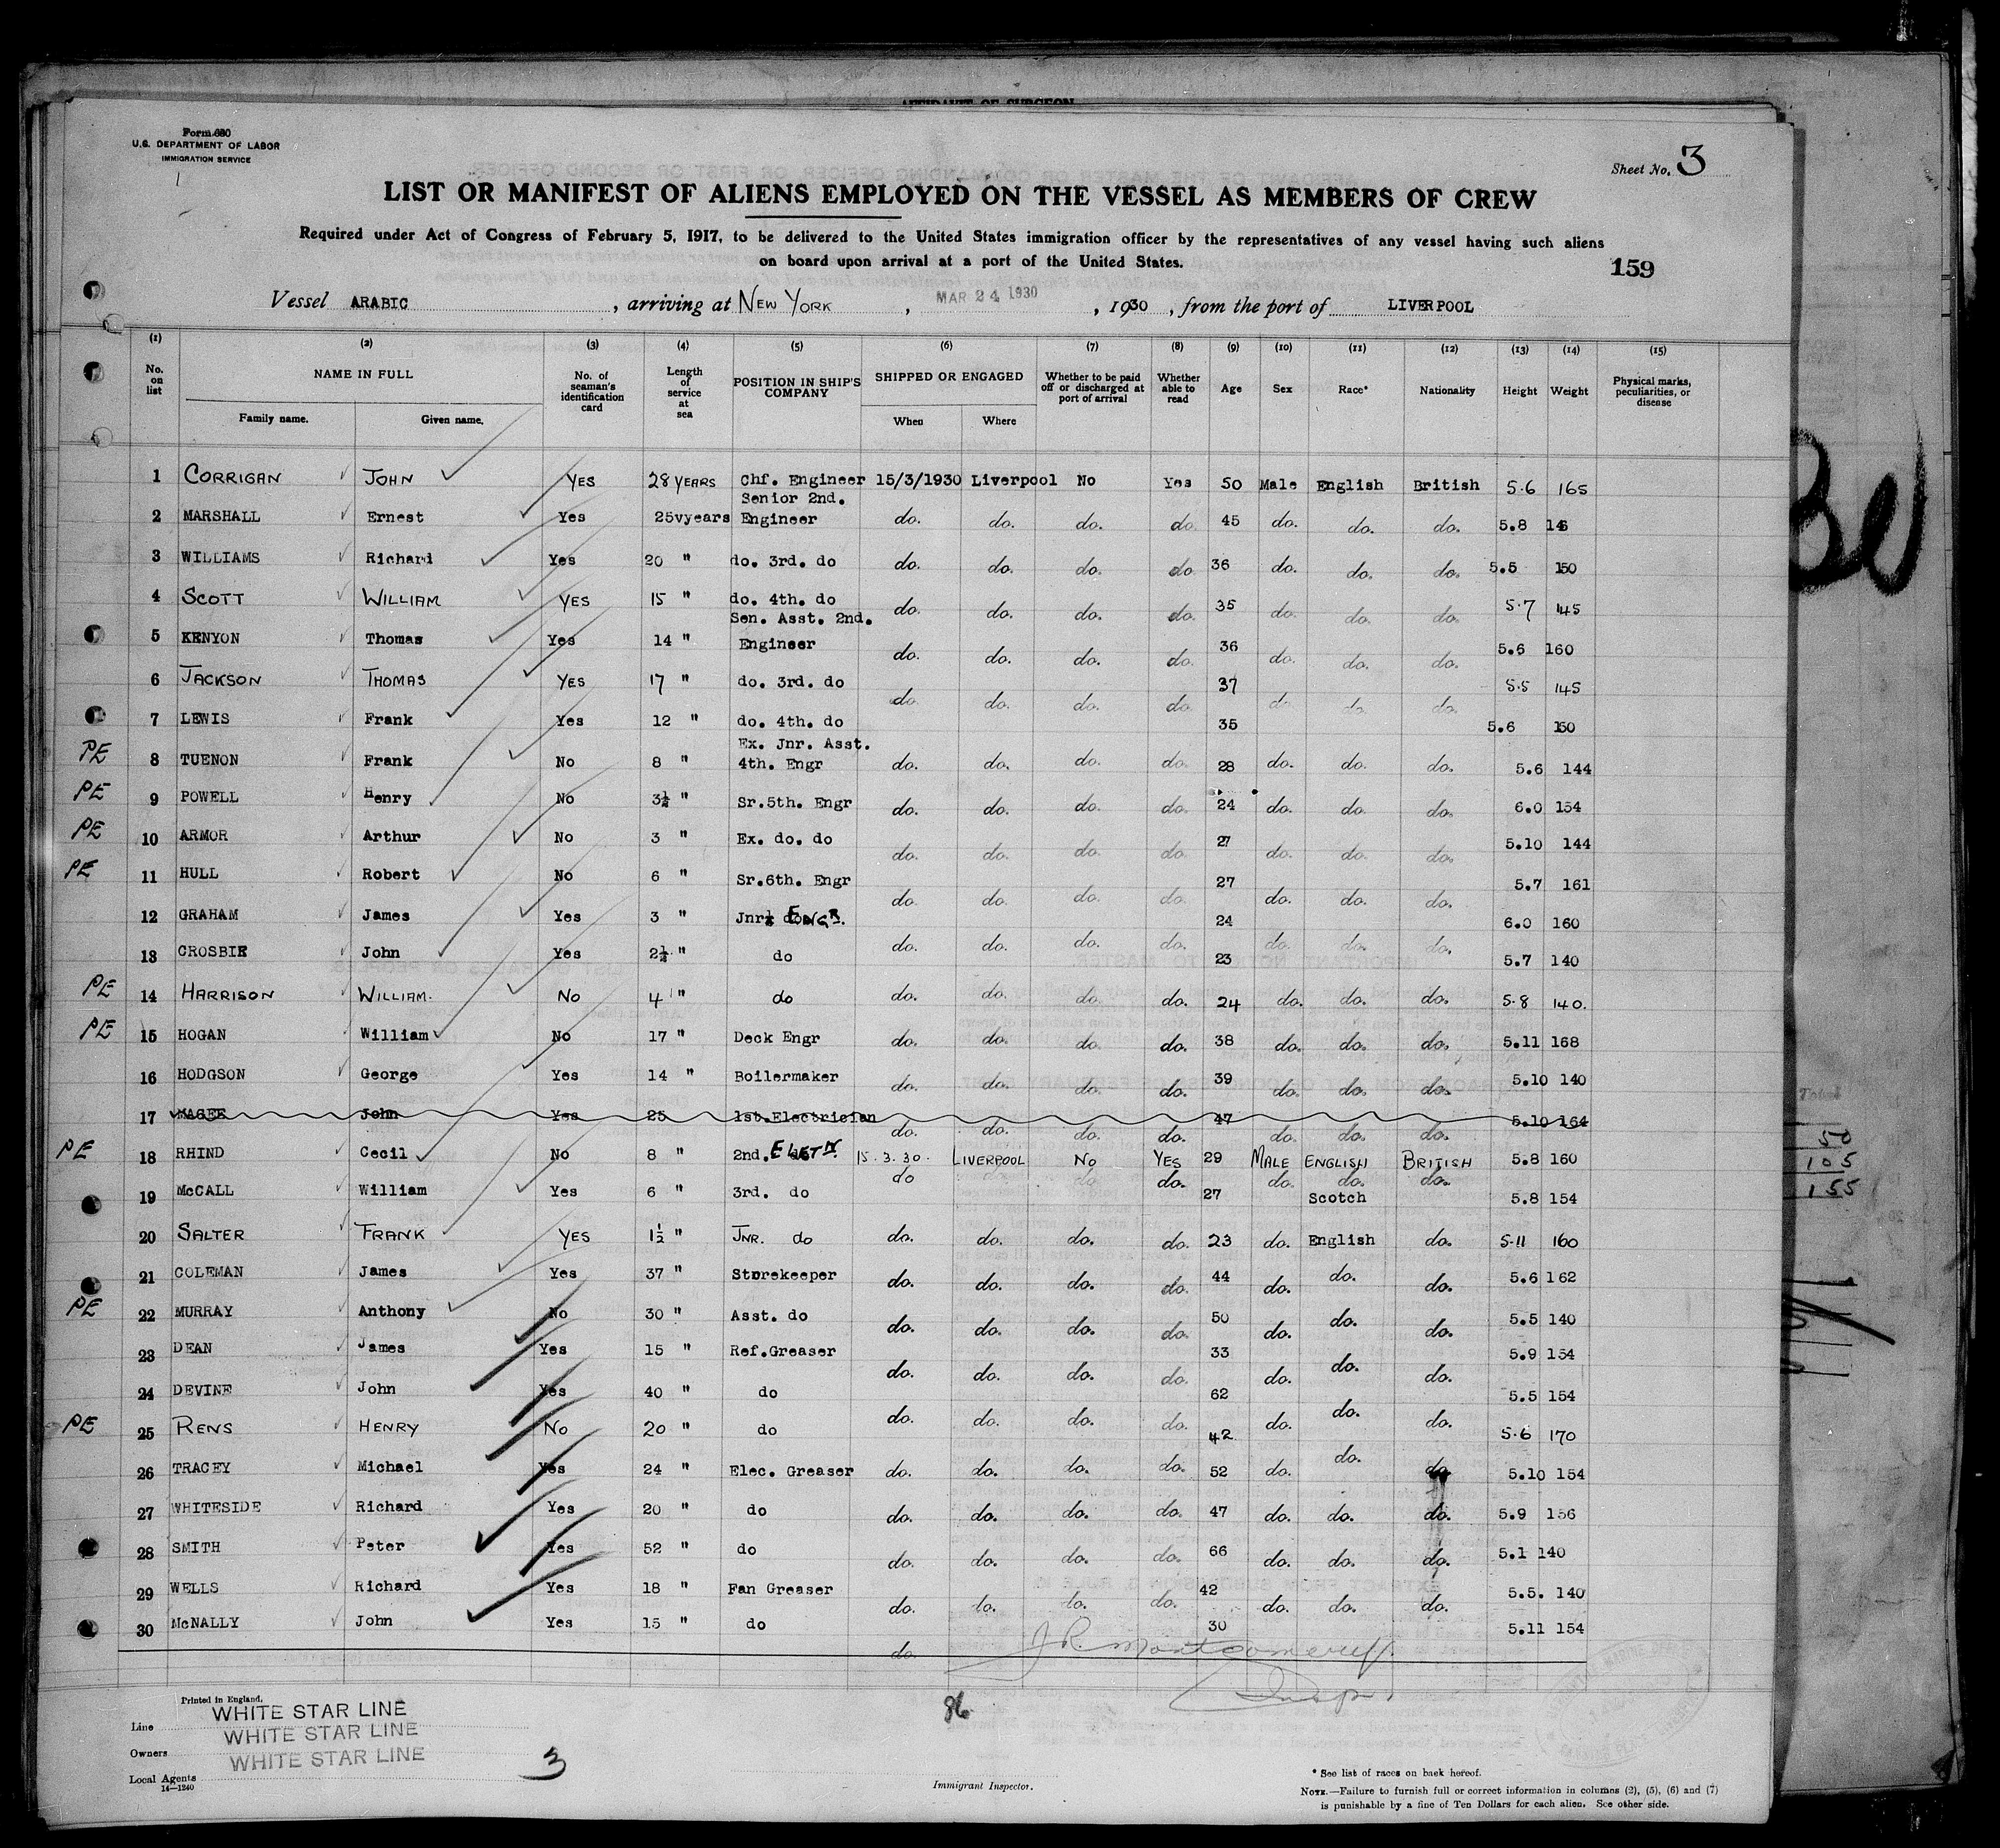 Form 680
U.S. DEPARTMENT OF LABOR
IMMIGRATION SERVICE
Sheet No. 3
LIST OR MANIFEST OF ALIENS EMPLOYED ON THE VESSEL AS MEMBERS OF CREW
Required under Act of Congress of February 5, 1917, to be delivered to the United States immigration officer by the representatives of any vessel having such aliens
on board upon arrival at a port of the United States.
159
Vessel ARABIC, arriving at NEW YORK, MAR 24 1930, 1930, from the port of LIVERPOOL
(1) (2) (3) (4) (5) (6) (7) (8) (9) (10) (11) (12) (13) (14) (15)
No. on list NAME IN FULL No. of seaman's identification card Length of service at sea POSITION IN SHIP'S COMPANY SHIPPED OR ENGAGED Whether to be paid off or discharged at port of arrival Whether able to read Age Sex Race* Nationality Height Weight Physical marks, peculiarities, or disease
Family name. Given name. When Where
1 CORRIGAN JOHN YES 28 YEARS Chf. Engineer 15/3/1930 Liverpool No Yes 50 Male English British 5.6 165
2 MARSHALL Ernest Yes 25vyears Senior 2nd. Engineer do. do. do. do. 45 do. do. do. 5.8 146
3 WILLIAMS Richard Yes 20 " do. 3rd. do do. do. do. do 36 do. do. do. 5.5 150
4 SCOTT WILLIAM YES 15 " do. 4th. do do. do. do. do. 35 do. do. do. 5.7 145
5 KENYON Thomas Yes 14 " Sen. Asst. 2nd. Engineer do. do. do. do. 36 do. do. do. 5.6 160
6 JACKSON THOMAS YES 17 " do. 3rd. do do. do. do. do. 37 do. do. do. 5.5 145
7 LEWIS Frank Yes 12 " do. 4th. do 35 5.6 160
PE 8 TUENON Frank No 8 " Ex. Jnr. Asst. 4th. Engr do. do. do. do. 28 do. do. do. 5.6 144
PE 9 POWELL Henry No 3½ " Sr.5th. Engr do. do. do. do. 24 do. do. do. 6.0 154
PE 10 ARMOR Arthur No 3 " Ex. do. do do. do. do. do. 27 do. do. do. 5.10 144
PE 11 HULL Robert No 6 " Sr.6th. Engr do. do. do. do. 27 do. do. do. 5.7 161
12 GRAHAM James Yes 3 " Jnr. ENGR. do. do. do. do. 24 do. do. do. 6.0 160
13 CROSBIE John Yes 2½ " do 23 5.7 140
PE 14 HARRISON WILLIAM. No 4 " do do. do. do. do. 24 do. do. do. 5.8 140.
PE 15 HOGAN William No 17 " Deck Engr do. do. do. do. 38 do. do. do. 5.11 168
16 HODGSON George Yes 14 " Boilermaker do. do. do. do. 39 do. do. do. 5.10 140
17 MAGEE John Yes 25 1st.Electrician do. do. do. do. 47 do. do. do. 5.10 164
PE 18 RHIND Cecil No 8 " 2nd. 15.3.30. LIVERPOOL No YES 29 MALE ENGLISH BRITISH 5.8 160
19 McCALL William Yes 6 " 3rd. do do do do. 27 do. do. Scotch do. 5.8 154
20 SALTER FRANK YES 1½ " JNR. do do. do. do. do. 23 do. English do. 5.11 160
21 COLEMAN James Yes 37 " Storekeeper do. do. do. do. 44 do. do. do. 5.6 162
PE 22 MURRAY Anthony No 30 " Asst. do do. do. do. do. 50 do. do. do. 5.5 140
23 DEAN James Yes 15 " Ref.Greaser do. do. do. do. 33 do. do. do. 5.9 154
24 DEVINE John Yes 40 " do do. do. do. do. 62 do. do. do. 5.5 154
PE 25 RENS HENRY No 20 " do 42 5.6 170
26 TRACEY Michael Yes 24 " Elec. Greaser do. do. do. do. 52 do. do. do. 5.10 154
27 WHITESIDE Richard Yes 20 " do do. do. do. do. 47 do. do. do. 5.9 156
28 SMITH Peter Yes 52 " do do. do. do. do. 66 do. do. do. 5.1 140
29 WELLS Richard Yes 18 " Fan Greaser do. do. do. do. 42 do. do. do. 5.5. 140
30 McNALLY John Yes 15 " do do. 30 5.11 154
J R. Montgomery
Insp.
Printed in England.
Line WHITE STAR LINE
Owners WHITE STAR LINE
Local Agents WHITE STAR LINE
14—1240
3
86
Immigrant Inspector.
* See list of races on back hereof.
NOTE.—Failure to furnish full or correct information in columns (2), (5), (6) and (7)
is punishable by a fine of Ten Dollars for each alien. See other side.
50
105
155